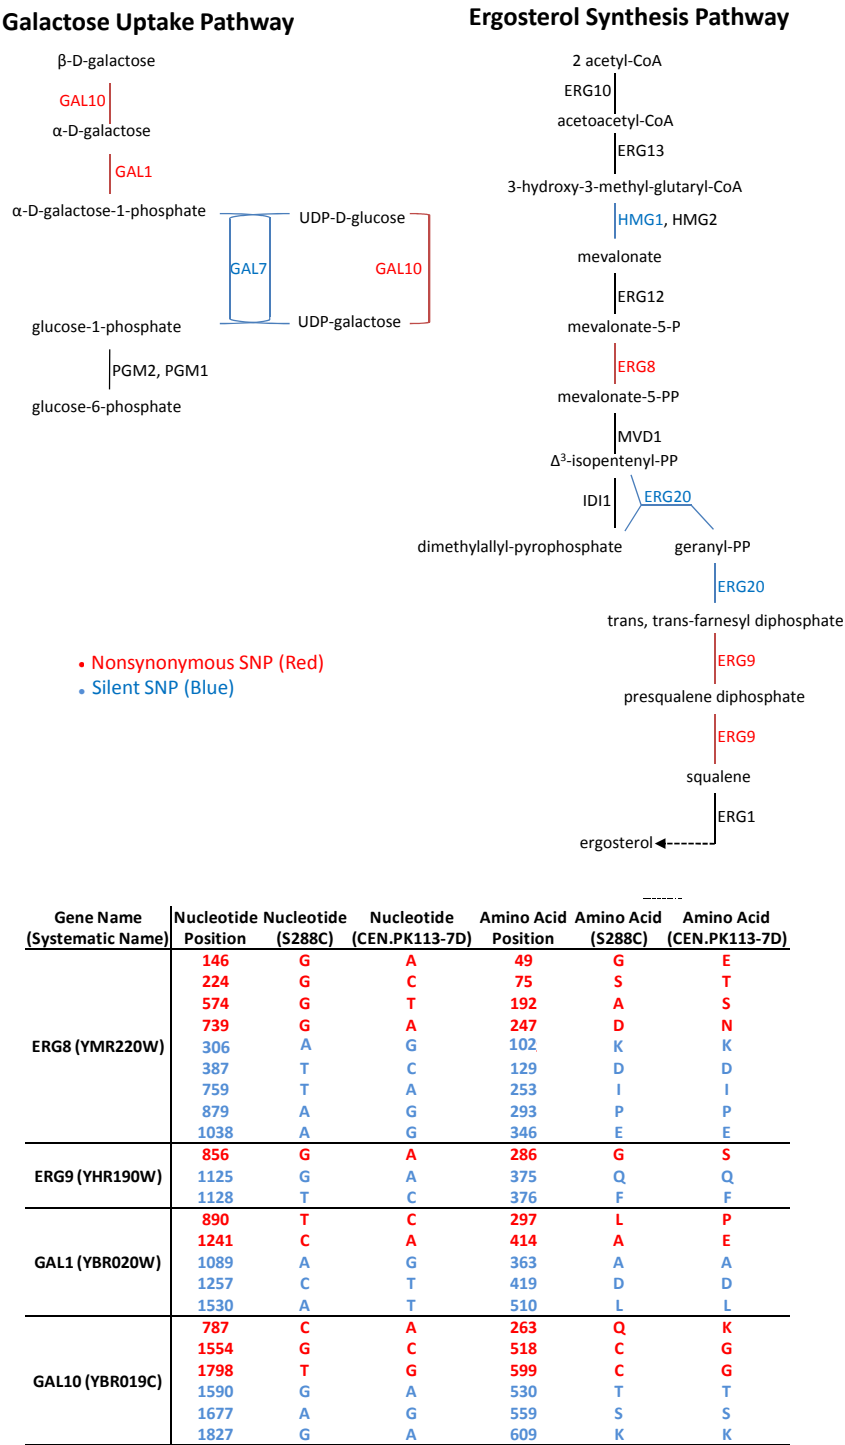 Galactose Uptake Pathway
β-D-galactose
GAL10
α-D-galactose
GAL1
α-D-galactose-1-phosphate
UDP-D-glucose
GAL7
GAL10
glucose-1-phosphate
UDP-galactose
PGM2, PGM1
glucose-6-phosphate
Ergosterol Synthesis Pathway
2 acetyl-CoA
ERG10
acetoacetyl-CoA
ERG13
3-hydroxy-3-methyl-glutaryl-CoA
HMG1, HMG2
mevalonate
ERG12
mevalonate-5-P
ERG8
mevalonate-5-PP
MVD1
Δ³-isopentenyl-PP
IDI1
ERG20
dimethylallyl-pyrophosphate
geranyl-PP
ERG20
trans, trans-farnesyl diphosphate
ERG9
presqualene diphosphate
ERG9
squalene
ERG1
ergosterol
• Nonsynonymous SNP (Red)
• Silent SNP (Blue)
Gene Name (Systematic Name) Nucleotide Position Nucleotide (S288C) Nucleotide (CEN.PK113-7D) Amino Acid Position Amino Acid (S288C) Amino Acid (CEN.PK113-7D)
ERG8 (YMR220W)
146 G A 49 G E
224 G C 75 S T
574 G T 192 A S
739 G A 247 D N
306 A G 102 K K
387 T C 129 D D
759 T A 253 I I
879 A G 293 P P
1038 A G 346 E E
ERG9 (YHR190W)
856 G A 286 G S
1125 G A 375 Q Q
1128 T C 376 F F
GAL1 (YBR020W)
890 T C 297 L P
1241 C A 414 A E
1089 A G 363 A A
1257 C T 419 D D
1530 A T 510 L L
GAL10 (YBR019C)
787 C A 263 Q K
1554 G C 518 C G
1798 T G 599 C G
1590 G A 530 T T
1677 A G 559 S S
1827 G A 609 K K